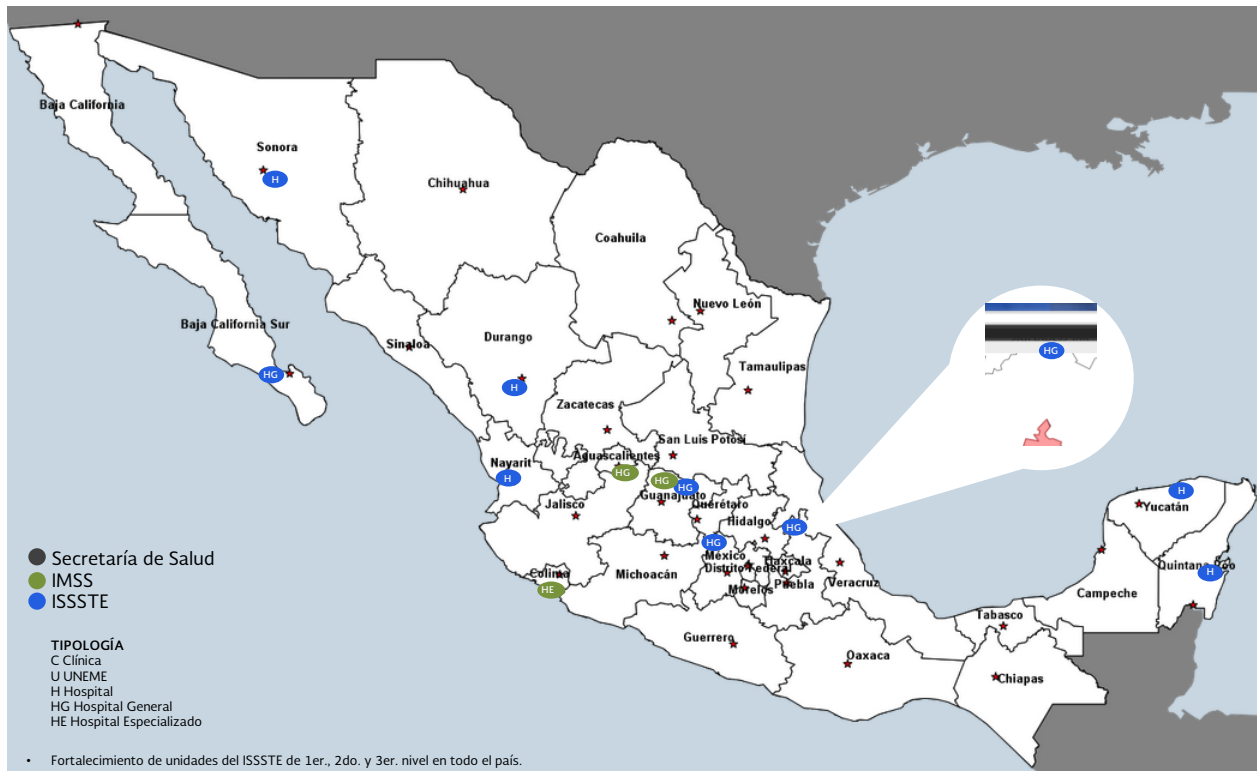 Baja California
Sonora
H
Chihuahua
Coahuila
Nuevo León
Baja California Sur
HG
Sinaloa
Durango
H
Tamaulipas
HG
Zacatecas
San Luis Potosí
Nayarit
H
Aguascalientes
HG
HG
HG
Guanajuato
Jalisco
Querétaro
Hidalgo
HG
HG
México
Distrito Federal
Tlaxcala
Colima
HE
Michoacán
Morelos
Puebla
Veracruz
H
Yucatán
Quintana Roo
H
Campeche
Tabasco
Guerrero
Oaxaca
Chiapas
Secretaría de Salud
IMSS
ISSSTE
TIPOLOGÍA
C Clínica
U UNEME
H Hospital
HG Hospital General
HE Hospital Especializado
• Fortalecimiento de unidades del ISSSTE de 1er., 2do. y 3er. nivel en todo el país.